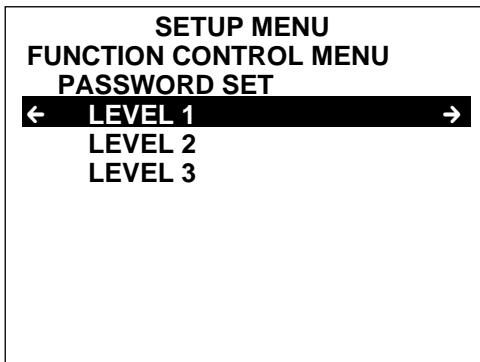 SETUP MENU
FUNCTION CONTROL MENU
PASSWORD SET
← LEVEL 1 →
LEVEL 2
LEVEL 3